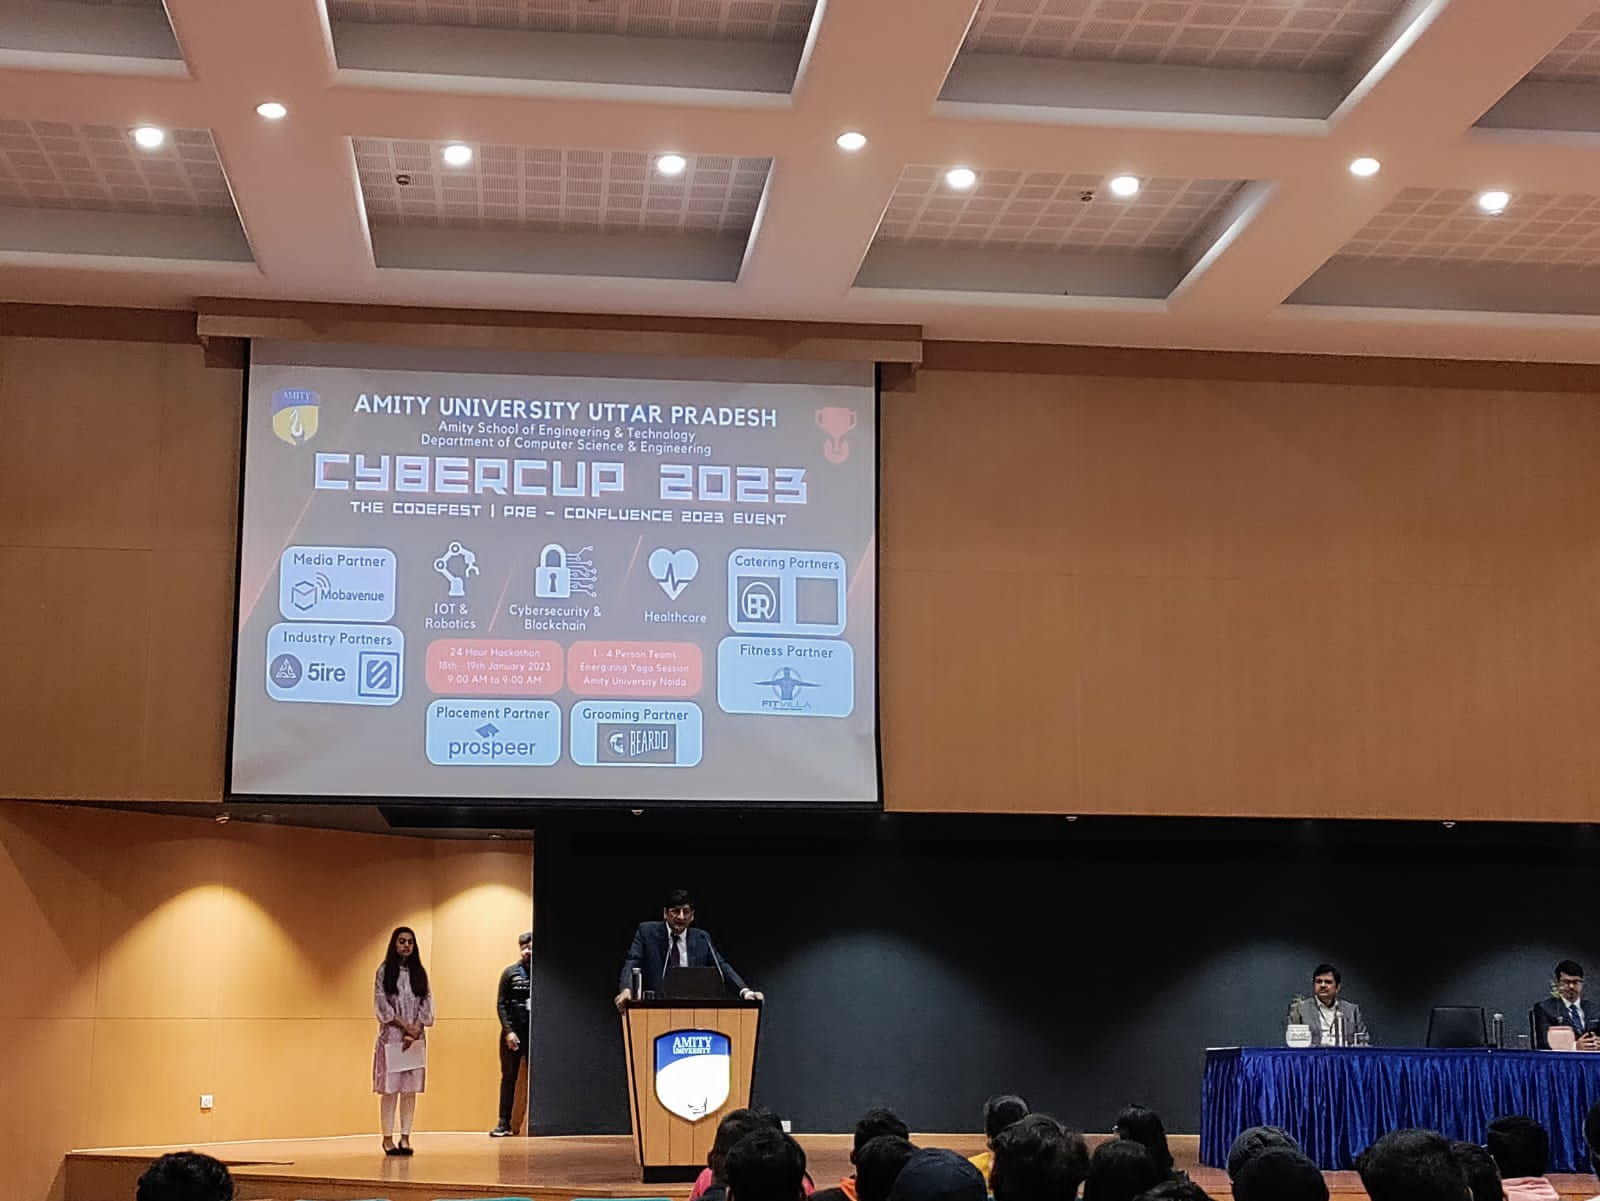 AMITY
AMITY UNIVERSITY UTTAR PRADESH
Amity School of Engineering & Technology
Department of Computer Science & Engineering
CYBERCUP 2023
THE CODEFEST | PRE - CONFLUENCE 2023 EVENT
Media Partner
Mobavenue
Industry Partners
5ire
IOT &
Robotics
Cybersecurity &
Blockchain
Healthcare
24 Hour Hackathon
18th - 19th January 2023
9:00 AM to 9:00 AM
1 - 4 Person Teams
Energizing Yoga Session
Amity University Noida
Catering Partners
BR
Fitness Partner
FITVILLA
Placement Partner
prospeer
Grooming Partner
BEARDO
AMITY
UNIVERSITY